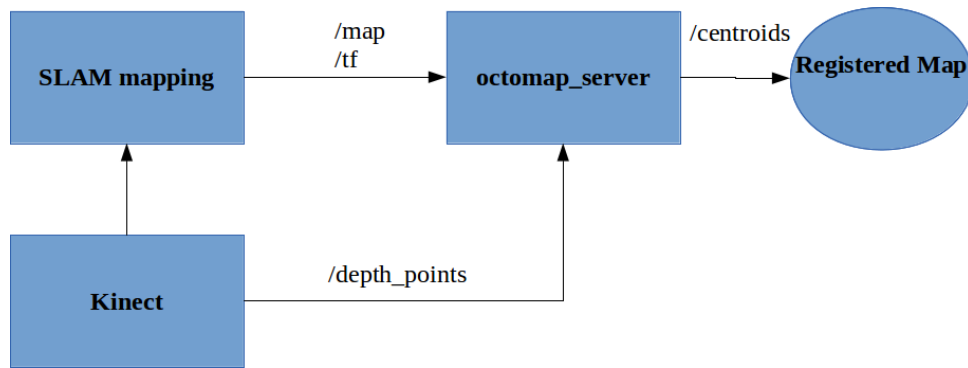 /map
/tf
/centroids
SLAM mapping
octomap_server
Registered Map
/depth_points
Kinect